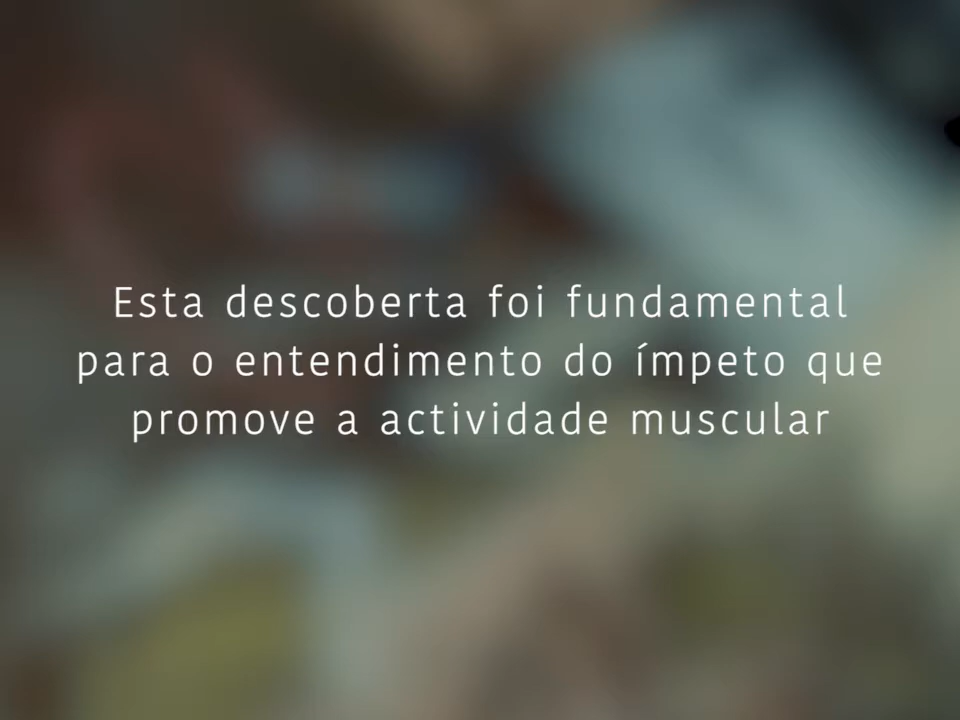 Esta descoberta foi fundamental
para o entendimento do ímpeto que
promove a actividade muscular